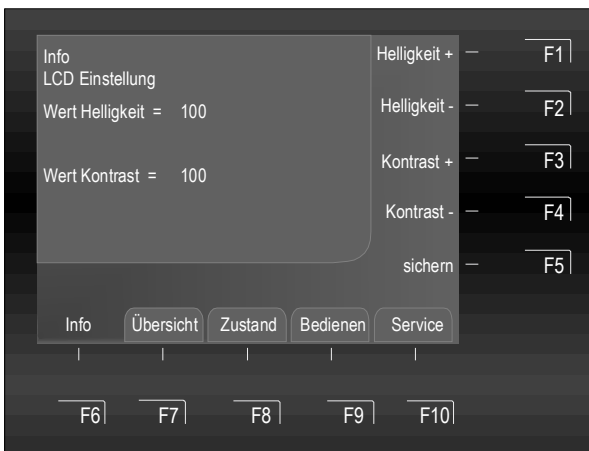 Info
LCD Einstellung
Wert Helligkeit = 100
Wert Kontrast = 100
Helligkeit + F1
Helligkeit - F2
Kontrast + F3
Kontrast - F4
sichern F5
Info Übersicht Zustand Bedienen Service
F6 F7 F8 F9 F10